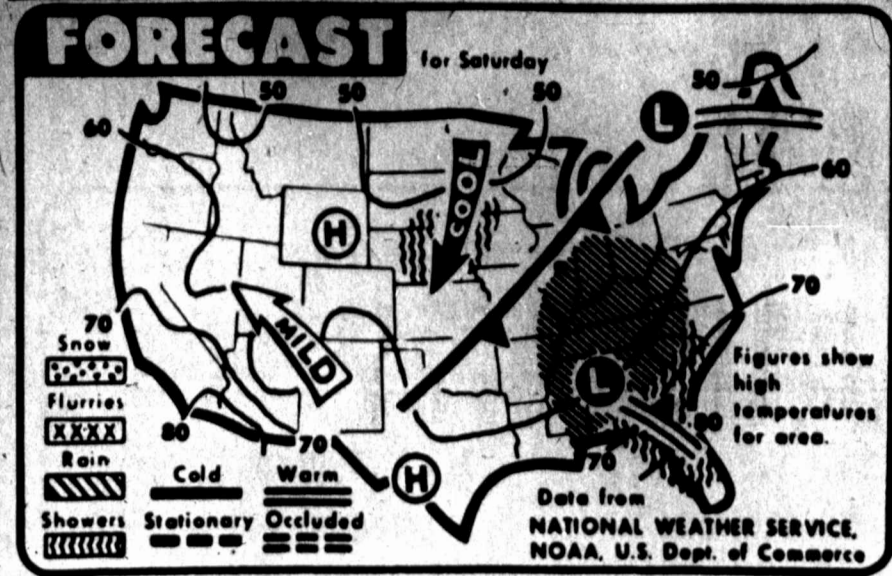 FORECAST
for Saturday
50 50 50 50
60
L
COOL
60
H
70
MILD
70
Snow
Figures show
high
temperatures
for area.
L
Flurries
XXXX
80 70 70 80
Rain
Cold Warm
H
Data from
Showers Stationary Occluded
NATIONAL WEATHER SERVICE,
NOAA, U.S. Dept. of Commerce